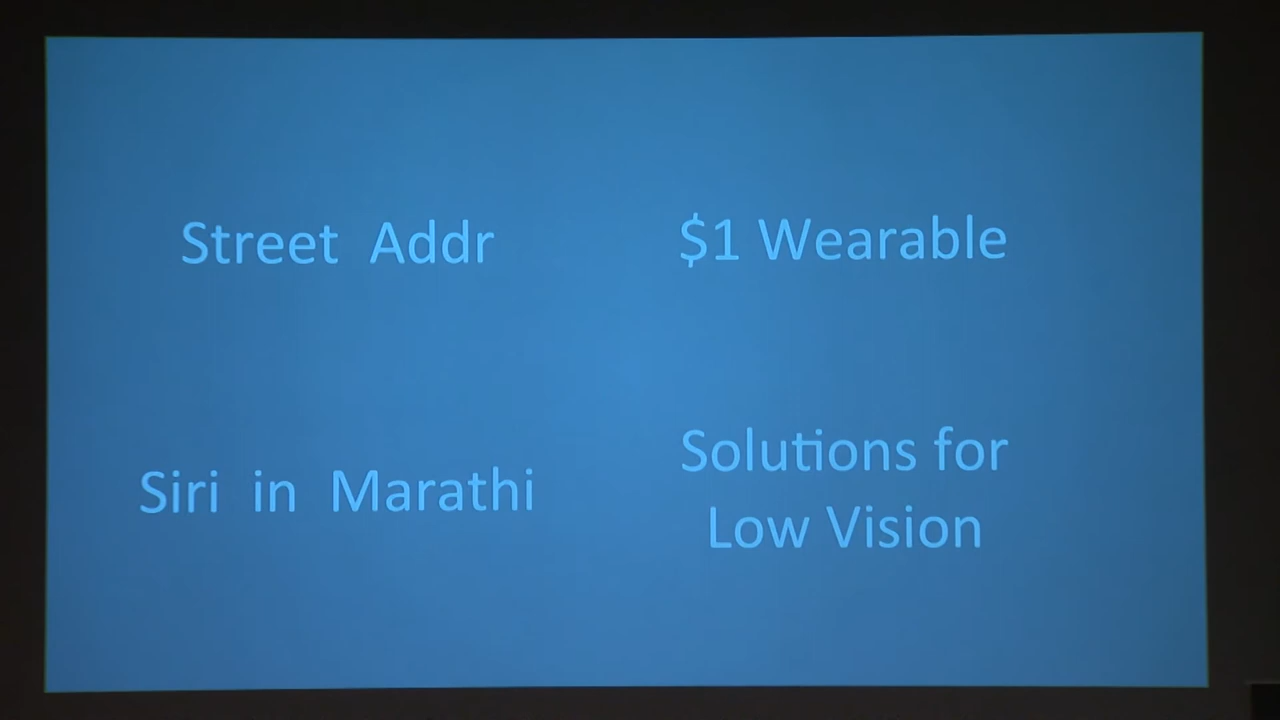 Street Addr
$1 Wearable
Siri in Marathi
Solutions for
Low Vision